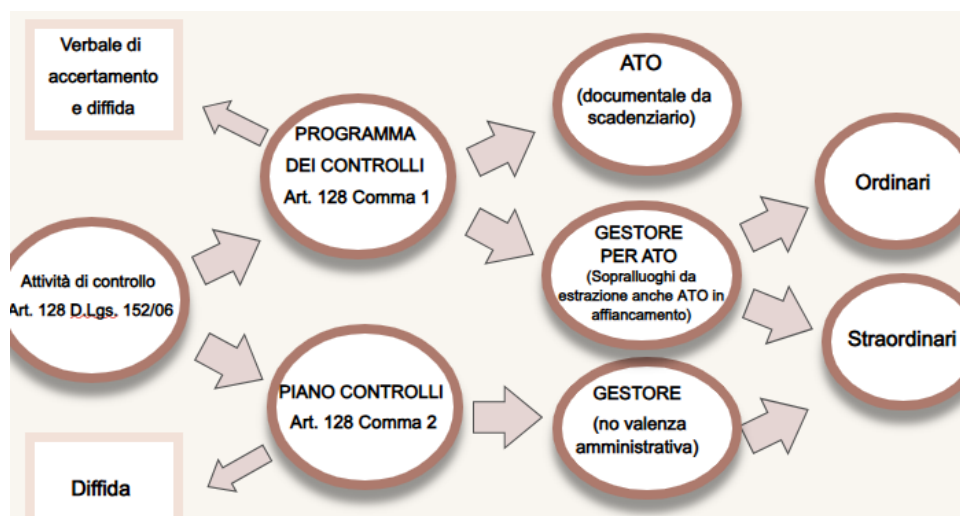 Verbale di
accertamento
e diffida
PROGRAMMA
DEI CONTROLLI
Art. 128 Comma 1
ATO
(documentale da
scadenziario)
Ordinari
GESTORE
PER ATO
(Sopralluoghi da
estrazione anche ATO in
affiancamento)
Attività di controllo
Art. 128 D.Lgs. 152/06
Straordinari
PIANO CONTROLLI
Art. 128 Comma 2
GESTORE
(no valenza
amministrativa)
Diffida